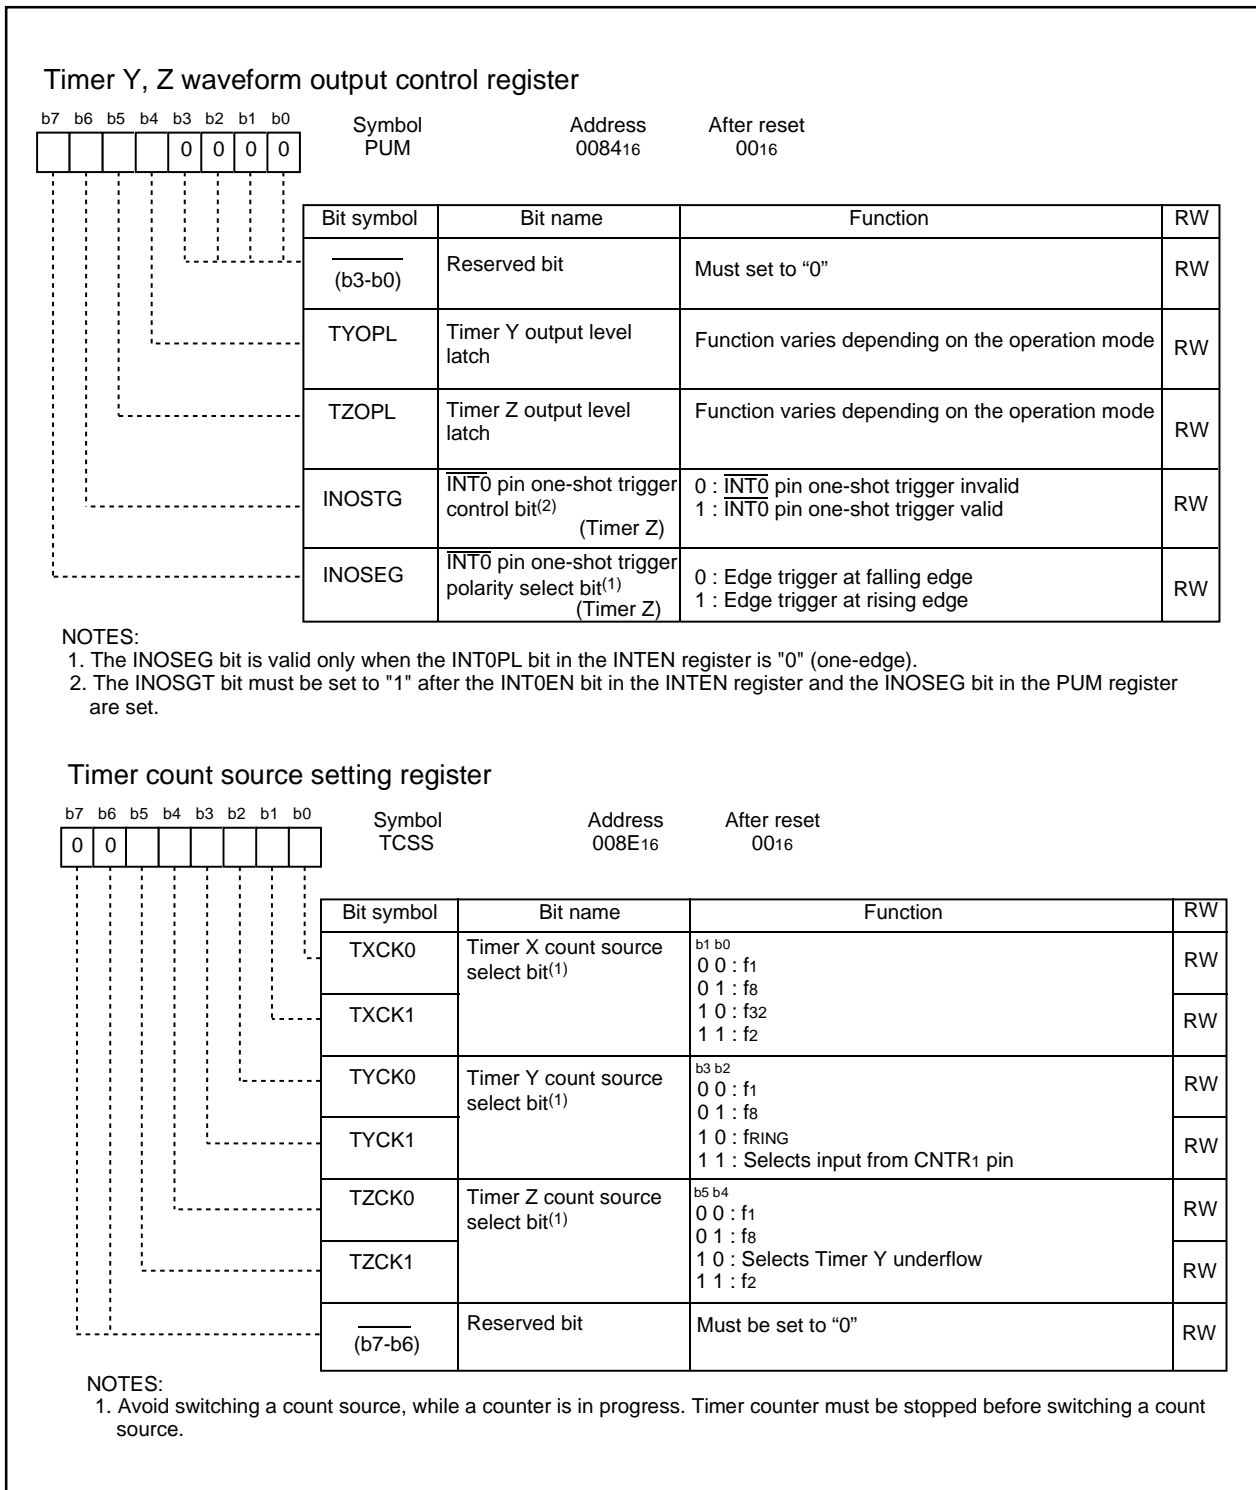 Timer Y, Z waveform output control register
b7 b6 b5 b4 b3 b2 b1 b0
Symbol Address After reset
0 0 0 0 PUM 008416 0016
Bit symbol Bit name Function RW
(b3-b0) Reserved bit Must set to “0” RW
TYOPL Timer Y output level Function varies depending on the operation mode RW
latch
TZOPL Timer Z output level Function varies depending on the operation mode RW
latch
INOSTG INT0 pin one-shot trigger 0 : INT0 pin one-shot trigger invalid RW
control bit(2) 1 : INT0 pin one-shot trigger valid
(Timer Z)
INOSEG INT0 pin one-shot trigger 0 : Edge trigger at falling edge RW
polarity select bit(1) 1 : Edge trigger at rising edge
(Timer Z)
NOTES:
1. The INOSEG bit is valid only when the INT0PL bit in the INTEN register is "0" (one-edge).
2. The INOSGT bit must be set to "1" after the INT0EN bit in the INTEN register and the INOSEG bit in the PUM register
are set.
Timer count source setting register
b7 b6 b5 b4 b3 b2 b1 b0
Symbol Address After reset
0 0 TCSS 008E16 0016
Bit symbol Bit name Function RW
TXCK0 Timer X count source b1 b0 RW
select bit(1) 0 0 : f1
0 1 : f8
TXCK1 1 0 : f32 RW
1 1 : f2
TYCK0 Timer Y count source b3 b2 RW
select bit(1) 0 0 : f1
0 1 : f8
TYCK1 1 0 : fRING RW
1 1 : Selects input from CNTR1 pin
TZCK0 Timer Z count source b5 b4 RW
select bit(1) 0 0 : f1
0 1 : f8
TZCK1 1 0 : Selects Timer Y underflow RW
1 1 : f2
(b7-b6) Reserved bit Must be set to “0” RW
NOTES:
1. Avoid switching a count source, while a counter is in progress. Timer counter must be stopped before switching a count
source.